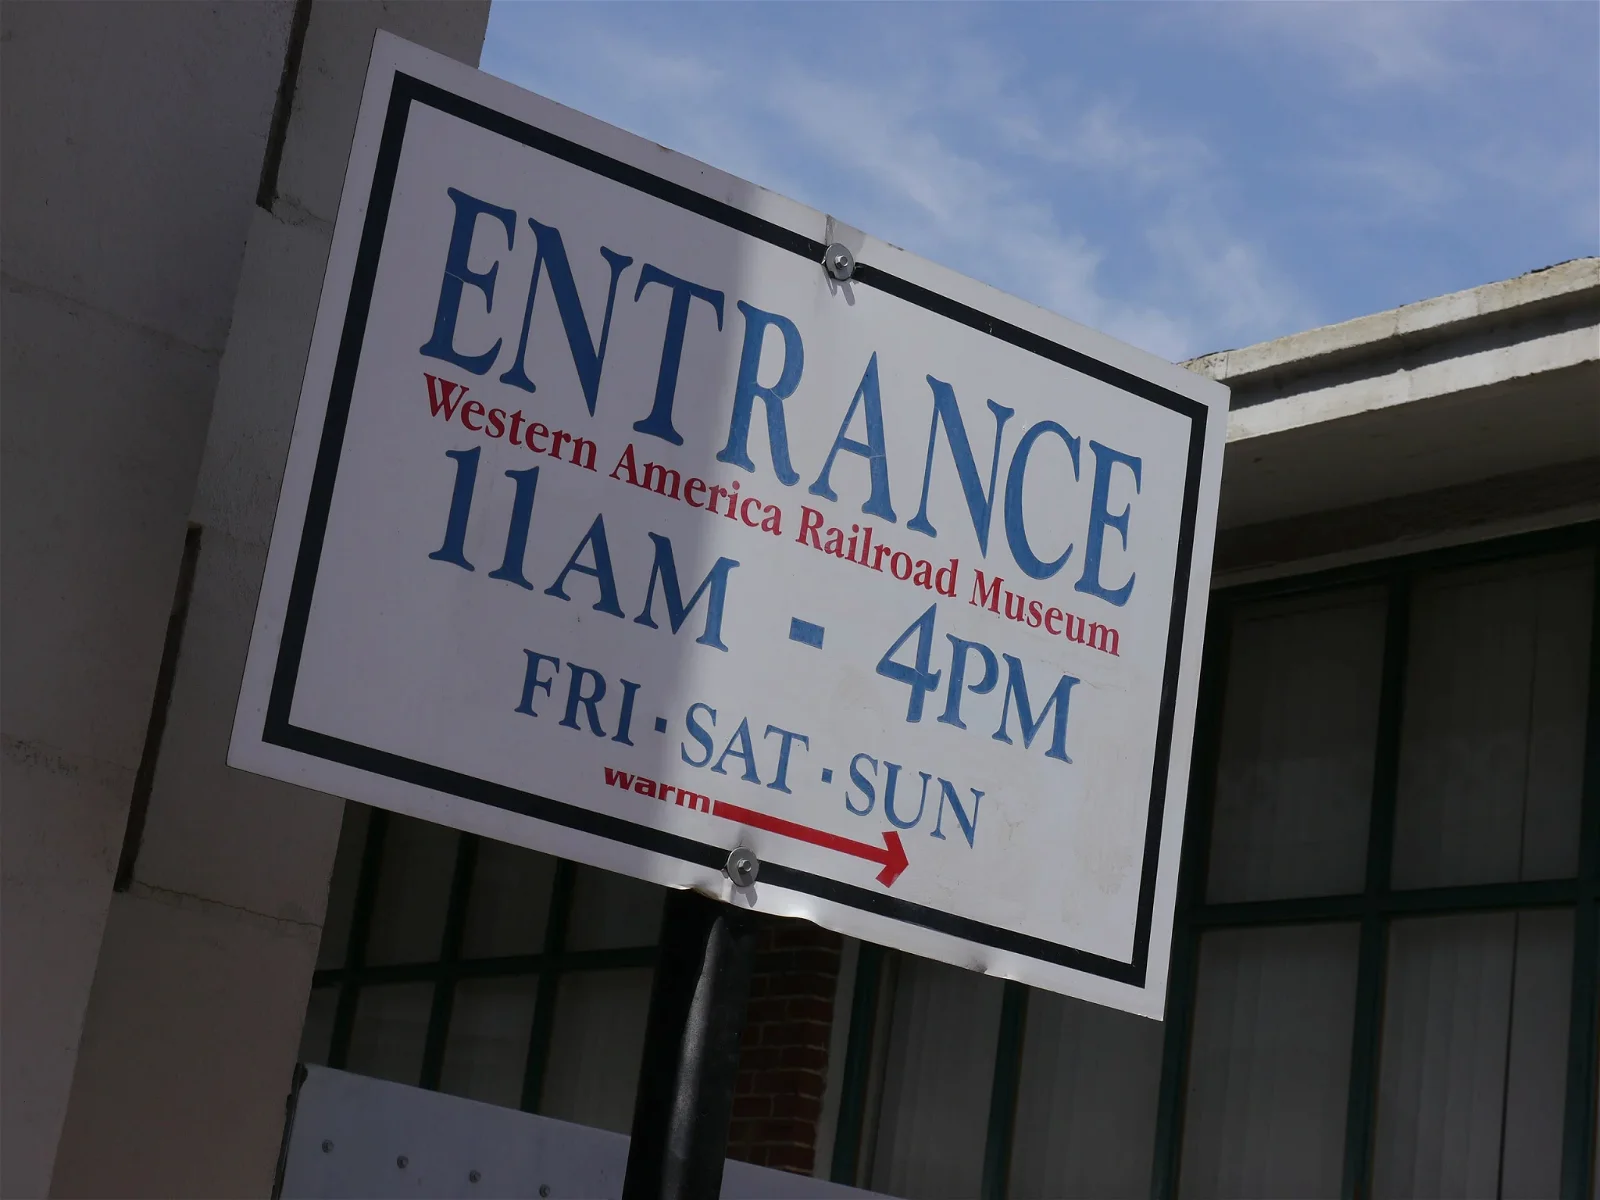 ENTRANCE
Western America Railroad Museum
11AM - 4PM
FRI · SAT · SUN
warm